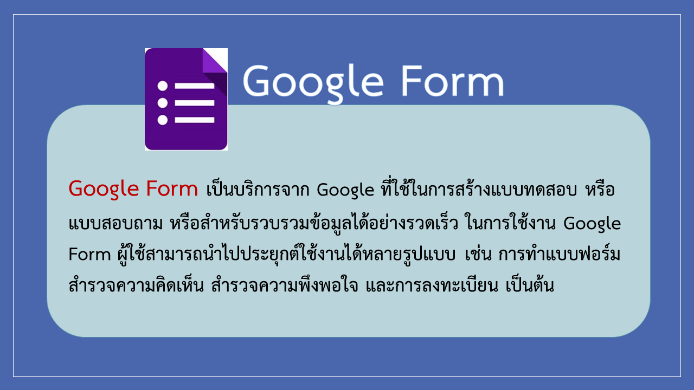 Google Form
Google Form เป็นบริการจาก Google ที่ใช้ในการสร้างแบบทดสอบ หรือ
แบบสอบถาม หรือสำหรับรวบรวมข้อมูลได้อย่างรวดเร็ว ในการใช้งาน Google
Form ผู้ใช้สามารถนำไปประยุกต์ใช้งานได้หลายรูปแบบ เช่น การทำแบบฟอร์ม
สำรวจความคิดเห็น สำรวจความพึงพอใจ และการลงทะเบียน เป็นต้น